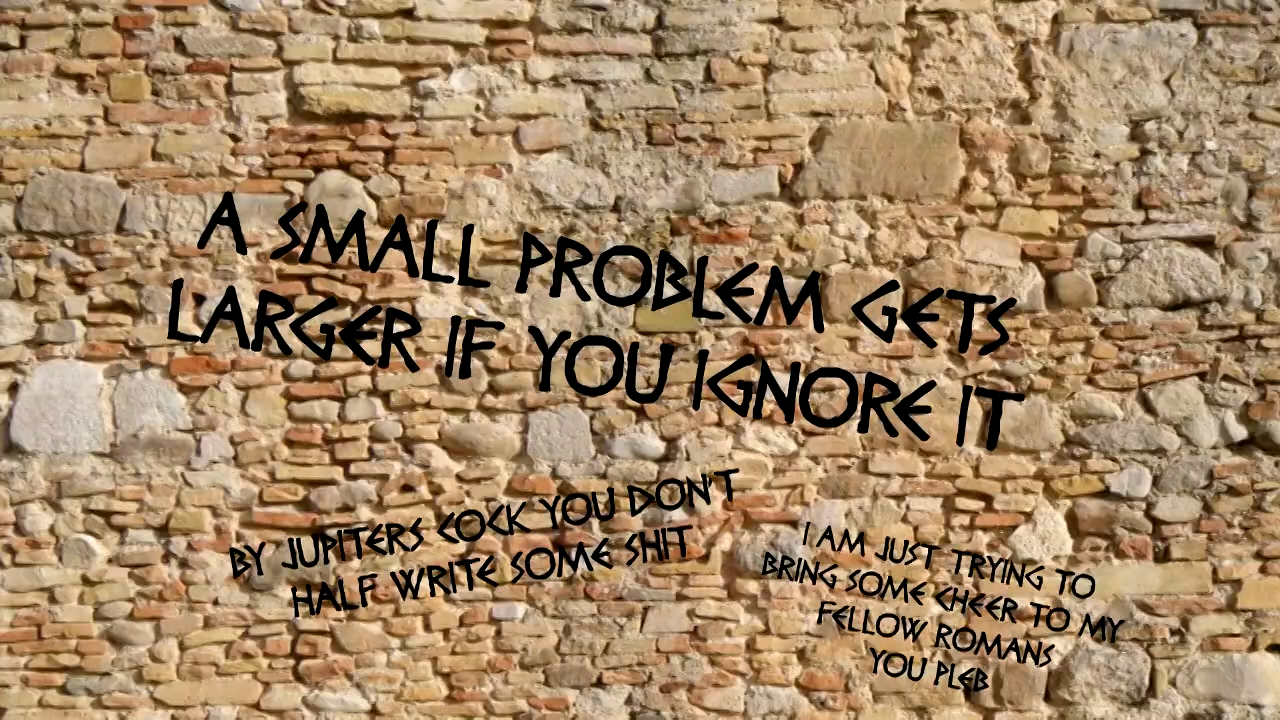 A SMALL PROBLEM GETS
LARGER IF YOU IGNORE IT
BY JUPITERS COCK YOU DON'T
HALF WRITE SOME SHIT
I AM JUST TRYING TO
BRING SOME CHEER TO MY
FELLOW ROMANS
YOU PLEB